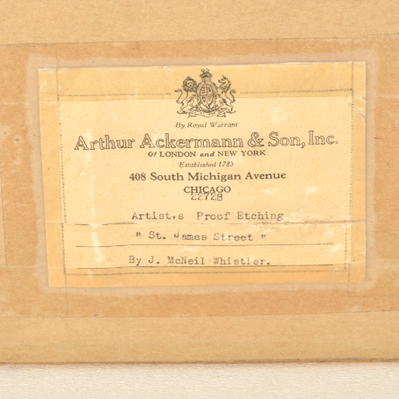 By Royal Warrant
Arthur Ackermann & Son, Inc.
Of LONDON and NEW YORK
Established 1783
408 South Michigan Avenue
CHICAGO
22728
Artist,s Proof Etching
" St. James Street "
By J. McNeil Whistler.